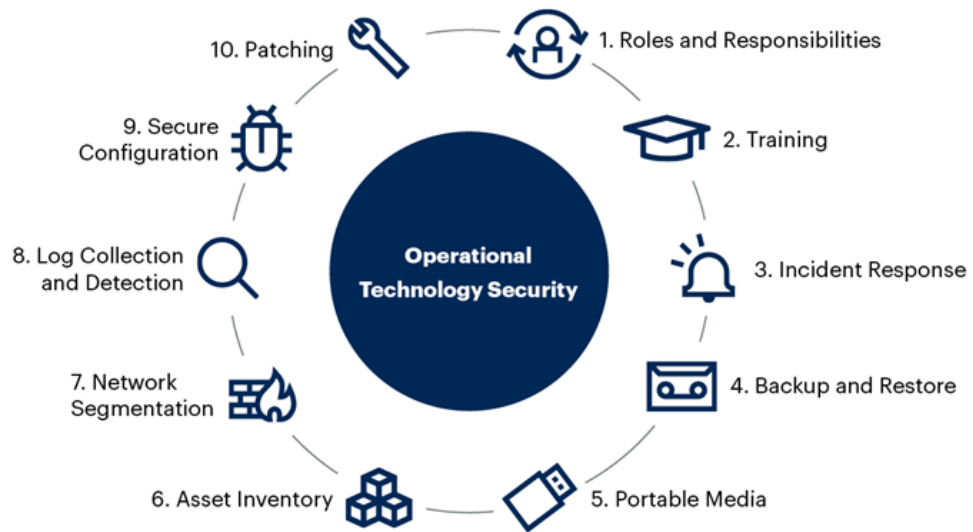 1. Roles and Responsibilities
2. Training
3. Incident Response
4. Backup and Restore
5. Portable Media
6. Asset Inventory
7. Network
Segmentation
8. Log Collection
and Detection
9. Secure
Configuration
10. Patching
Operational
Technology Security